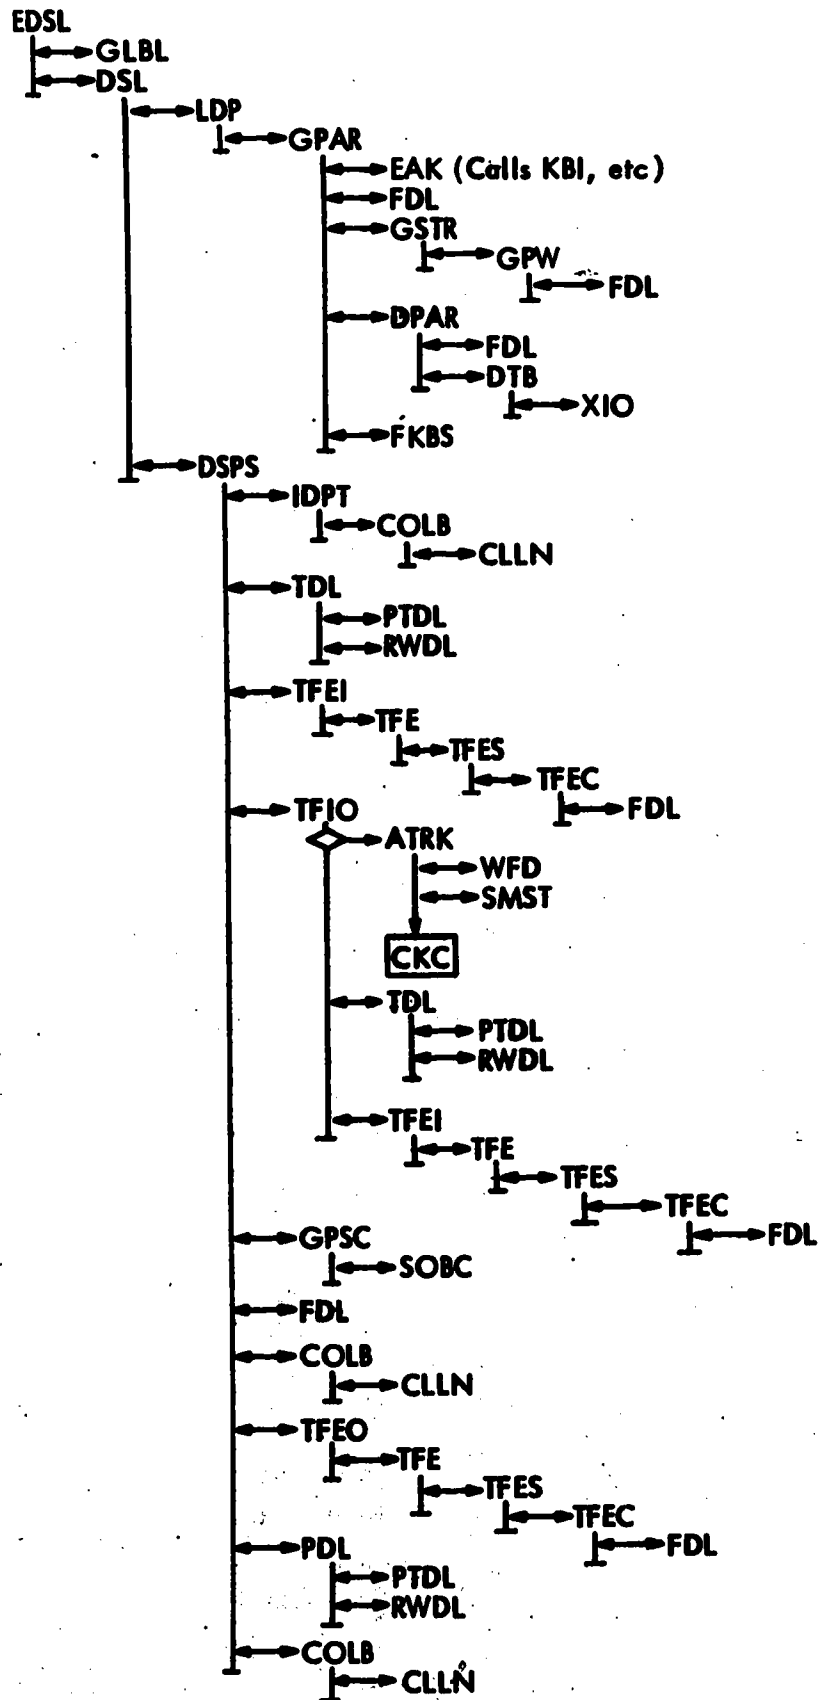 EDSL
GLBL
DSL
LDP
GPAR
EAK (Calls KBI, etc)
FDL
GSTR
GPW
FDL
DPAR
FDL
DTB
XIO
FKBS
DSPS
IDPT
COLB
CLLN
TDL
PTDL
RWDL
TFEI
TFE
TFES
TFEC
FDL
TFIO
ATRK
WFD
SMST
CKC
TDL
PTDL
RWDL
TFEI
TFE
TFES
TFEC
FDL
GPSC
SOBC
FDL
COLB
CLLN
TFEO
TFE
TFES
TFEC
FDL
PDL
PTDL
RWDL
COLB
CLLN